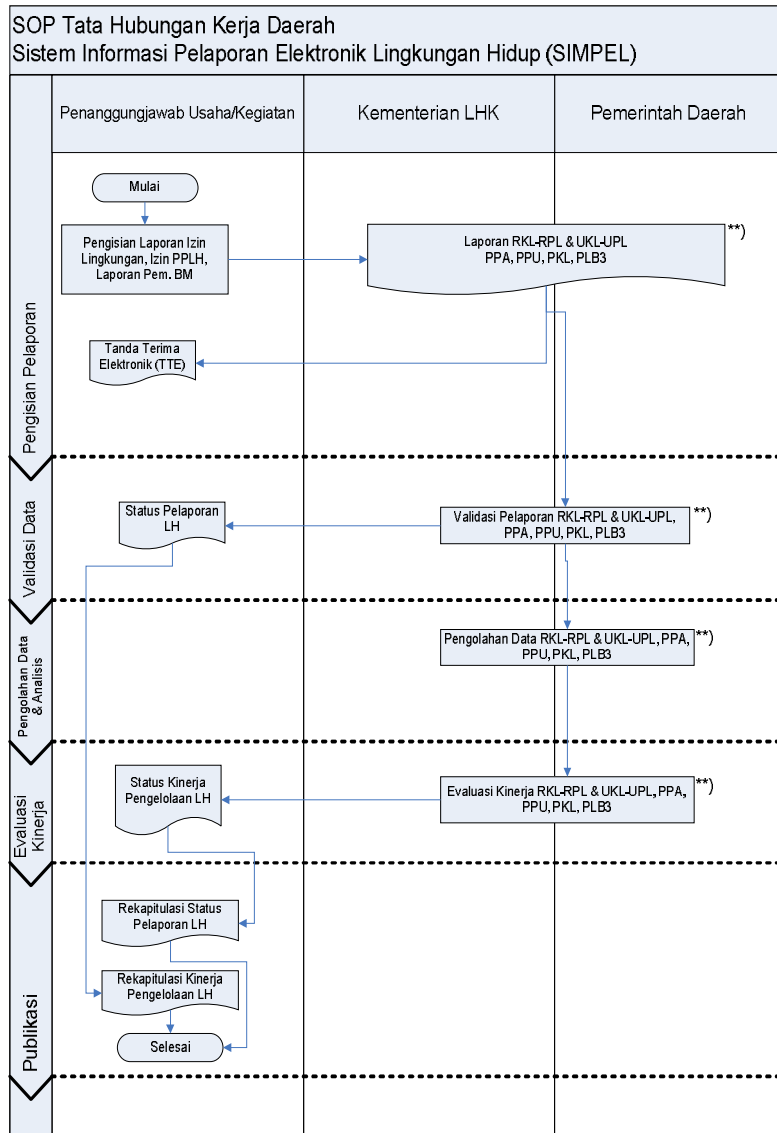 SOP Tata Hubungan Kerja Daerah
Sistem Informasi Pelaporan Elektronik Lingkungan Hidup (SIMPEL)
Penanggungjawab Usaha/Kegiatan
Kementerian LHK
Pemerintah Daerah
Pengisian Pelaporan
Mulai
Pengisian Laporan Izin
Lingkungan, Izin PPLH,
Laporan Pem. BM
Laporan RKL-RPL & UKL-UPL
PPA, PPU, PKL, PLB3
**)
Tanda Terima
Elektronik (TTE)
Validasi Data
Status Pelaporan
LH
Validasi Pelaporan RKL-RPL & UKL-UPL,
PPA, PPU, PKL, PLB3
**)
Pengolahan Data
& Analisis
Pengolahan Data RKL-RPL & UKL-UPL, PPA,
PPU, PKL, PLB3
**)
Evaluasi
Kinerja
Status Kinerja
Pengelolaan LH
Evaluasi Kinerja RKL-RPL & UKL-UPL, PPA,
PPU, PKL, PLB3
**)
Publikasi
Rekapitulasi Status
Pelaporan LH
Rekapitulasi Kinerja
Pengelolaan LH
Selesai